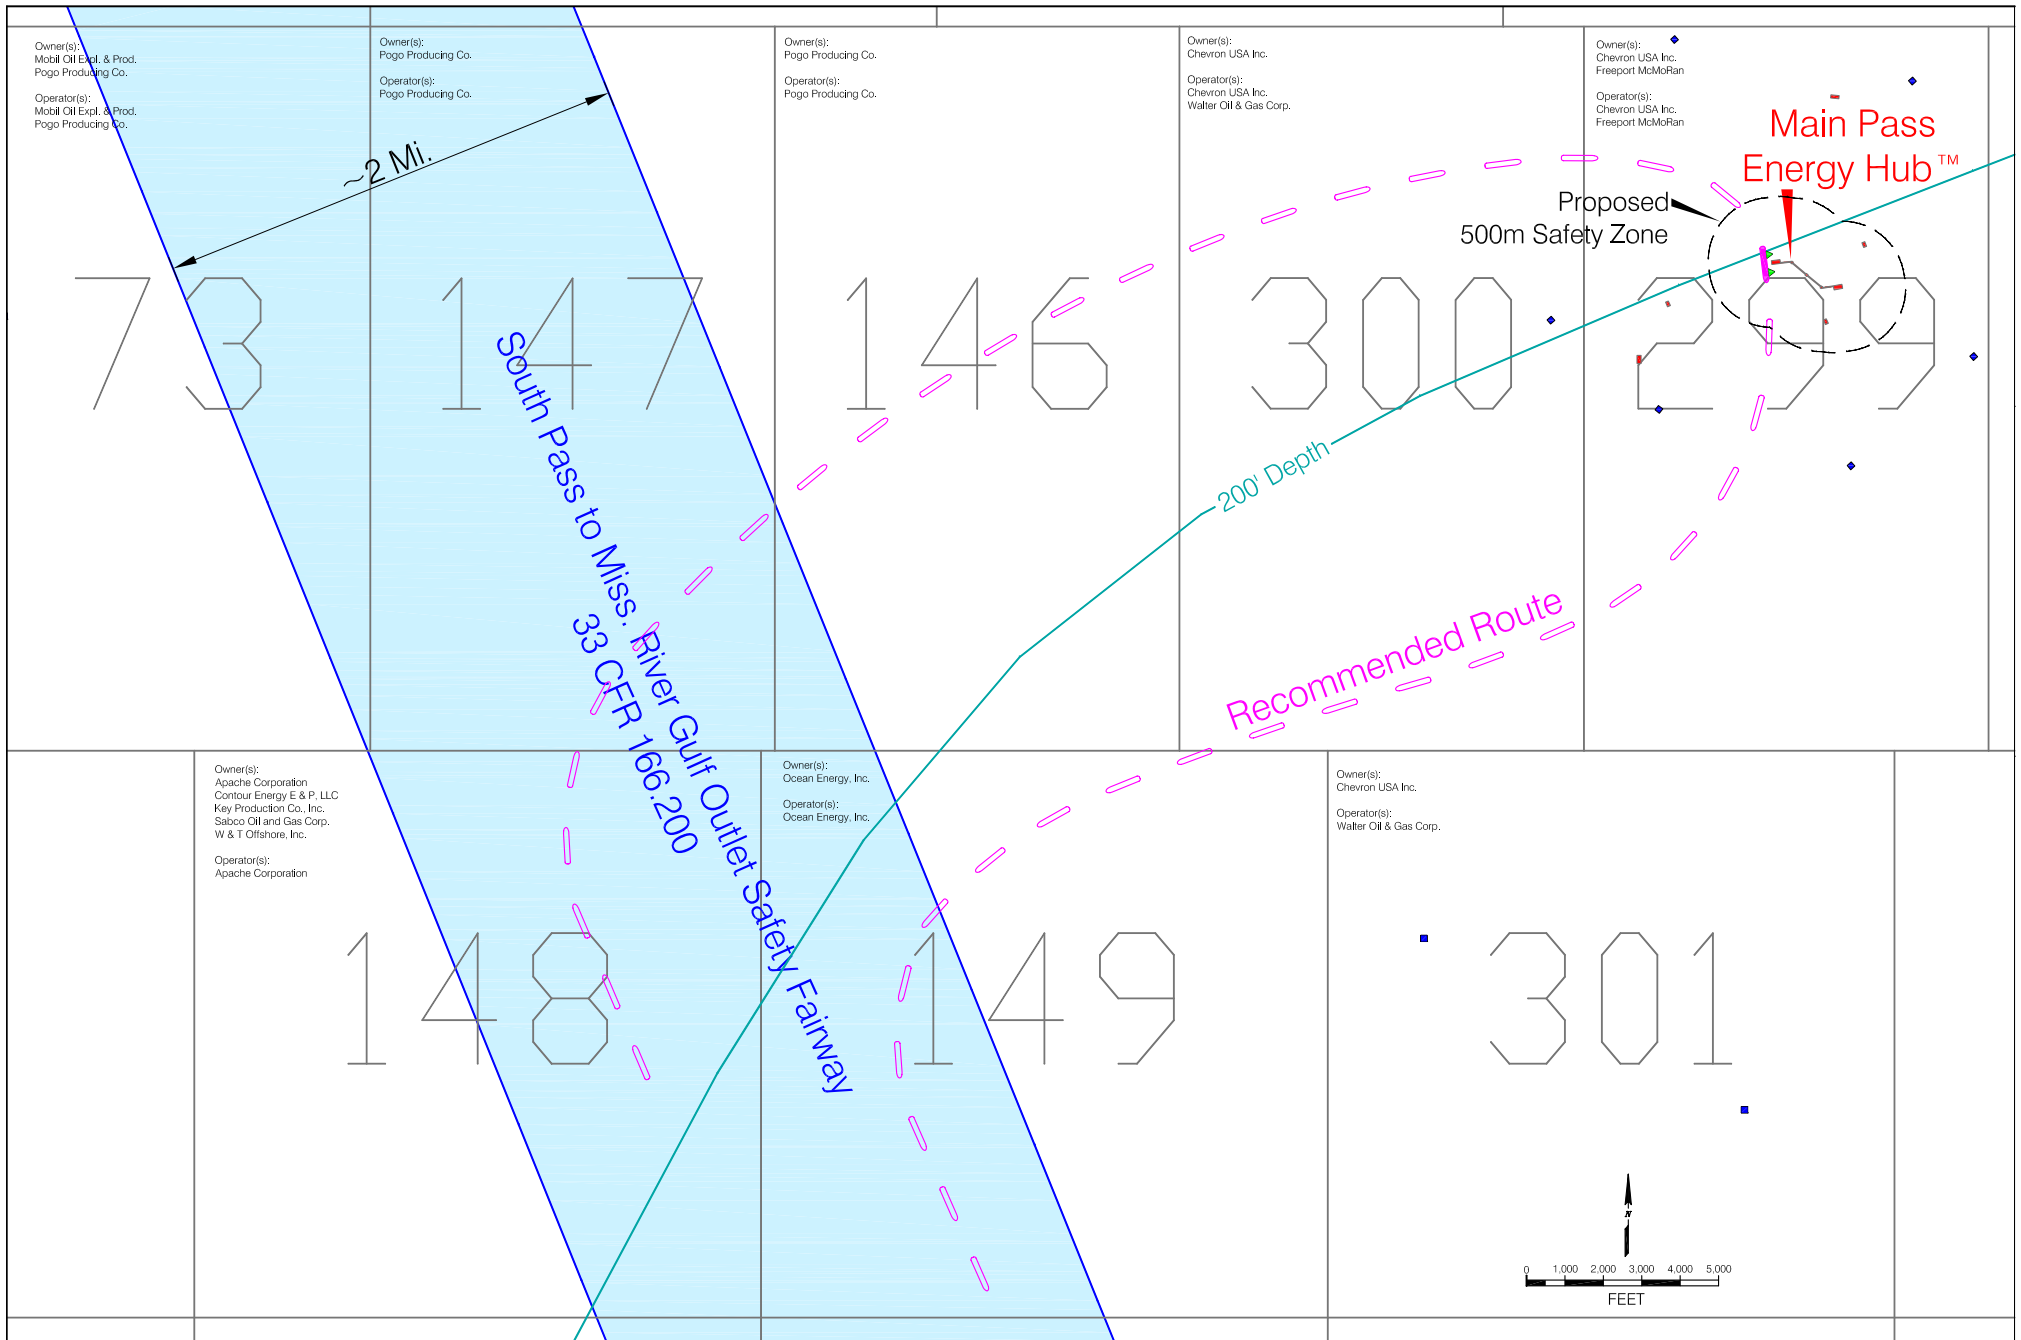 Owner(s):
Mobil Oil Expl. & Prod.
Pogo Producing Co.
Operator(s):
Mobil Oil Expl. & Prod.
Pogo Producing Co.
Owner(s):
Pogo Producing Co.
Operator(s):
Pogo Producing Co.
Owner(s):
Pogo Producing Co.
Operator(s):
Pogo Producing Co.
Owner(s):
Chevron USA Inc.
Operator(s):
Chevron USA Inc.
Walter Oil & Gas Corp.
Owner(s):
Chevron USA Inc.
Freeport McMoRan
Operator(s):
Chevron USA Inc.
Freeport McMoRan
Main Pass
Energy Hub™
~2 Mi.
Proposed
500m Safety Zone
73
147
146
300
299
South Pass to Miss. River Gulf Outlet Safety Fairway
33 CFR 166.200
200' Depth
Recommended Route
Owner(s):
Apache Corporation
Contour Energy E & P, LLC
Key Production Co., Inc.
Sabco Oil and Gas Corp.
W & T Offshore, Inc.
Operator(s):
Apache Corporation
Owner(s):
Ocean Energy, Inc.
Operator(s):
Ocean Energy, Inc.
Owner(s):
Chevron USA Inc.
Operator(s):
Walter Oil & Gas Corp.
148
149
301
N
0 1,000 2,000 3,000 4,000 5,000
FEET